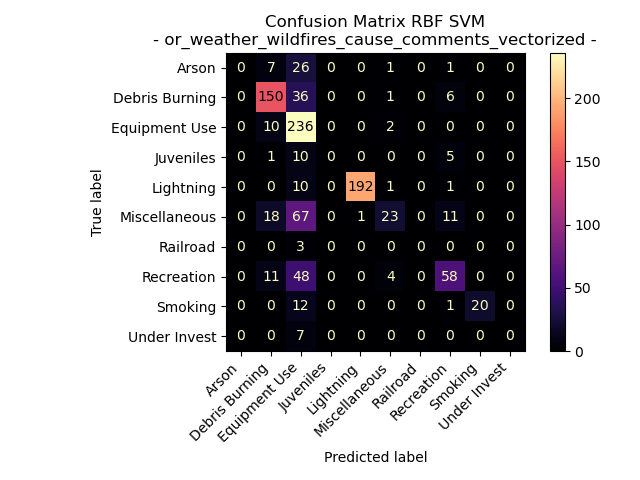 Confusion Matrix RBF SVM
- or_weather_wildfires_cause_comments_vectorized -
True label
Arson 0 7 26 0 0 1 0 1 0 0
Debris Burning 0 150 36 0 0 1 0 6 0 0
Equipment Use 0 10 236 0 0 2 0 0 0 0
Juveniles 0 1 10 0 0 0 0 5 0 0
Lightning 0 0 10 0 192 1 0 1 0 0
Miscellaneous 0 18 67 0 1 23 0 11 0 0
Railroad 0 0 3 0 0 0 0 0 0 0
Recreation 0 11 48 0 0 4 0 58 0 0
Smoking 0 0 12 0 0 0 0 1 20 0
Under Invest 0 0 7 0 0 0 0 0 0 0
Arson
Debris Burning
Equipment Use
Juveniles
Lightning
Miscellaneous
Railroad
Recreation
Smoking
Under Invest
Predicted label
200
150
100
50
0